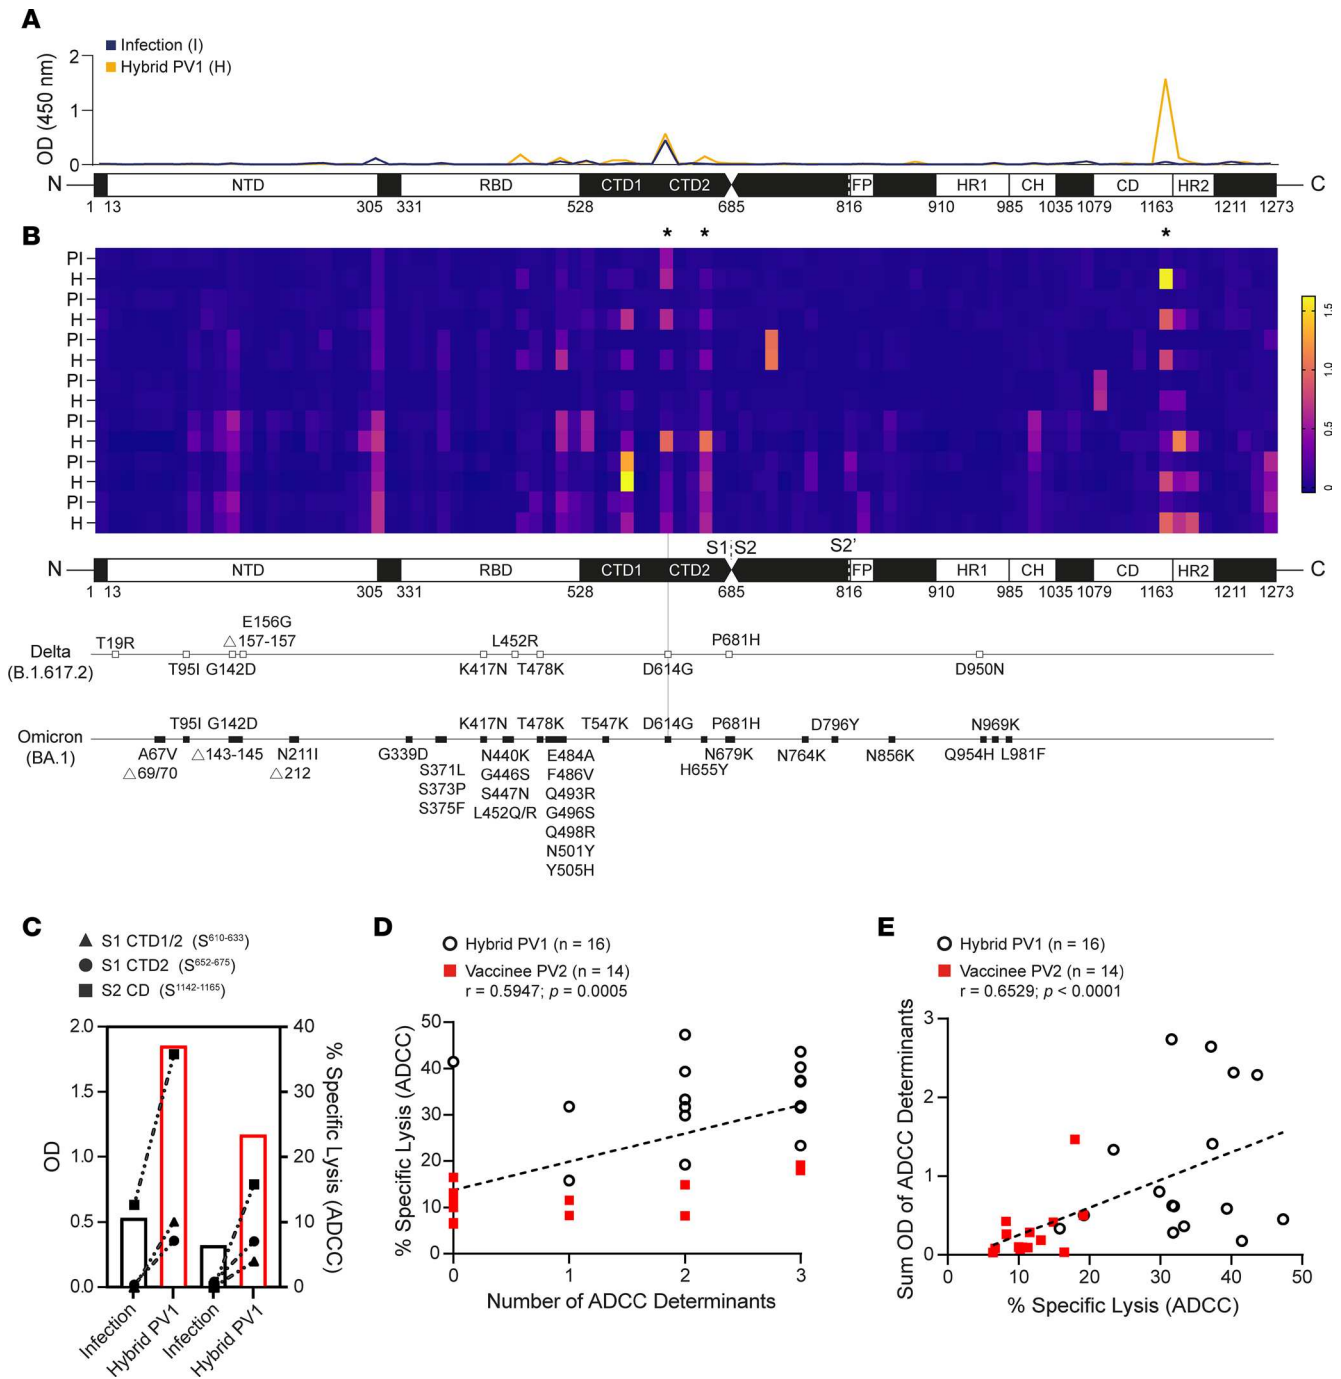 A
Infection (I)
Hybrid PV1 (H)
OD (450 nm)
2
1
0
N
NTD
RBD
CTD1
CTD2
FP
HR1
CH
CD
HR2
C
1 13 305 331 528 685 816 910 985 1035 1079 1163 1211 1273
B
* * *
PI
H
PI
H
PI
H
PI
H
PI
H
PI
H
PI
H
1.5
1.0
0.5
0
S1 S2 S2’
N
NTD
RBD
CTD1
CTD2
FP
HR1
CH
CD
HR2
C
1 13 305 331 528 685 816 910 985 1035 1079 1163 1211 1273
Delta
(B.1.617.2)
T19R
E156G
△157-157
L452R
P681H
T95I G142D
K417N
T478K
D614G
D950N
Omicron
(BA.1)
T95I G142D
K417N
T478K
T547K
D614G
P681H
D796Y
N969K
A67V
△69/70
△143-145
N211I
△212
G339D
S371L
S373P
S375F
N440K
G446S
S447N
L452Q/R
E484A
F486V
Q493R
G496S
Q498R
N501Y
Y505H
N679K
H655Y
N764K
N856K
Q954H L981F
C
S1 CTD1/2 (S610-633)
S1 CTD2 (S652-675)
S2 CD (S1142-1165)
OD
2.0
1.5
1.0
0.5
0.0
40
30
20
10
0
% Specific Lysis (ADCC)
Infection
Hybrid PV1
Infection
Hybrid PV1
D
Hybrid PV1 (n = 16)
Vaccinee PV2 (n = 14)
r = 0.5947; p = 0.0005
% Specific Lysis (ADCC)
50
40
30
20
10
0
0 1 2 3
Number of ADCC Determinants
E
Hybrid PV1 (n = 16)
Vaccinee PV2 (n = 14)
r = 0.6529; p < 0.0001
Sum OD of ADCC Determinants
3
2
1
0
0 10 20 30 40 50
% Specific Lysis (ADCC)